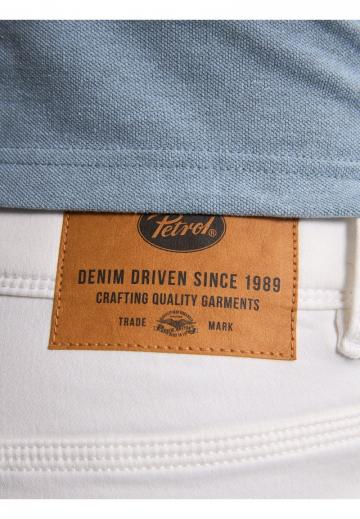 Petrol®
DENIM DRIVEN SINCE 1989
CRAFTING QUALITY GARMENTS
TRADE MARK